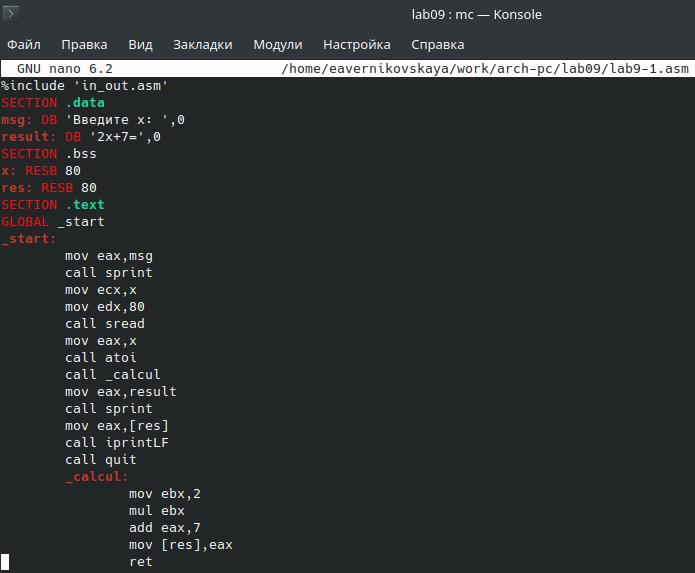 lab09 : mc — Konsole
Файл Правка Вид Закладки Модули Настройка Справка
GNU nano 6.2 /home/eavernikovskaya/work/arch-pc/lab09/lab9-1.asm
%include 'in_out.asm'
SECTION .data
msg: DB 'Введите x: ',0
result: DB '2x+7=',0
SECTION .bss
x: RESB 80
res: RESB 80
SECTION .text
GLOBAL _start
_start:
mov eax,msg
call sprint
mov ecx,x
mov edx,80
call sread
mov eax,x
call atoi
call _calcul
mov eax,result
call sprint
mov eax,[res]
call iprintLF
call quit
_calcul:
mov ebx,2
mul ebx
add eax,7
mov [res],eax
ret